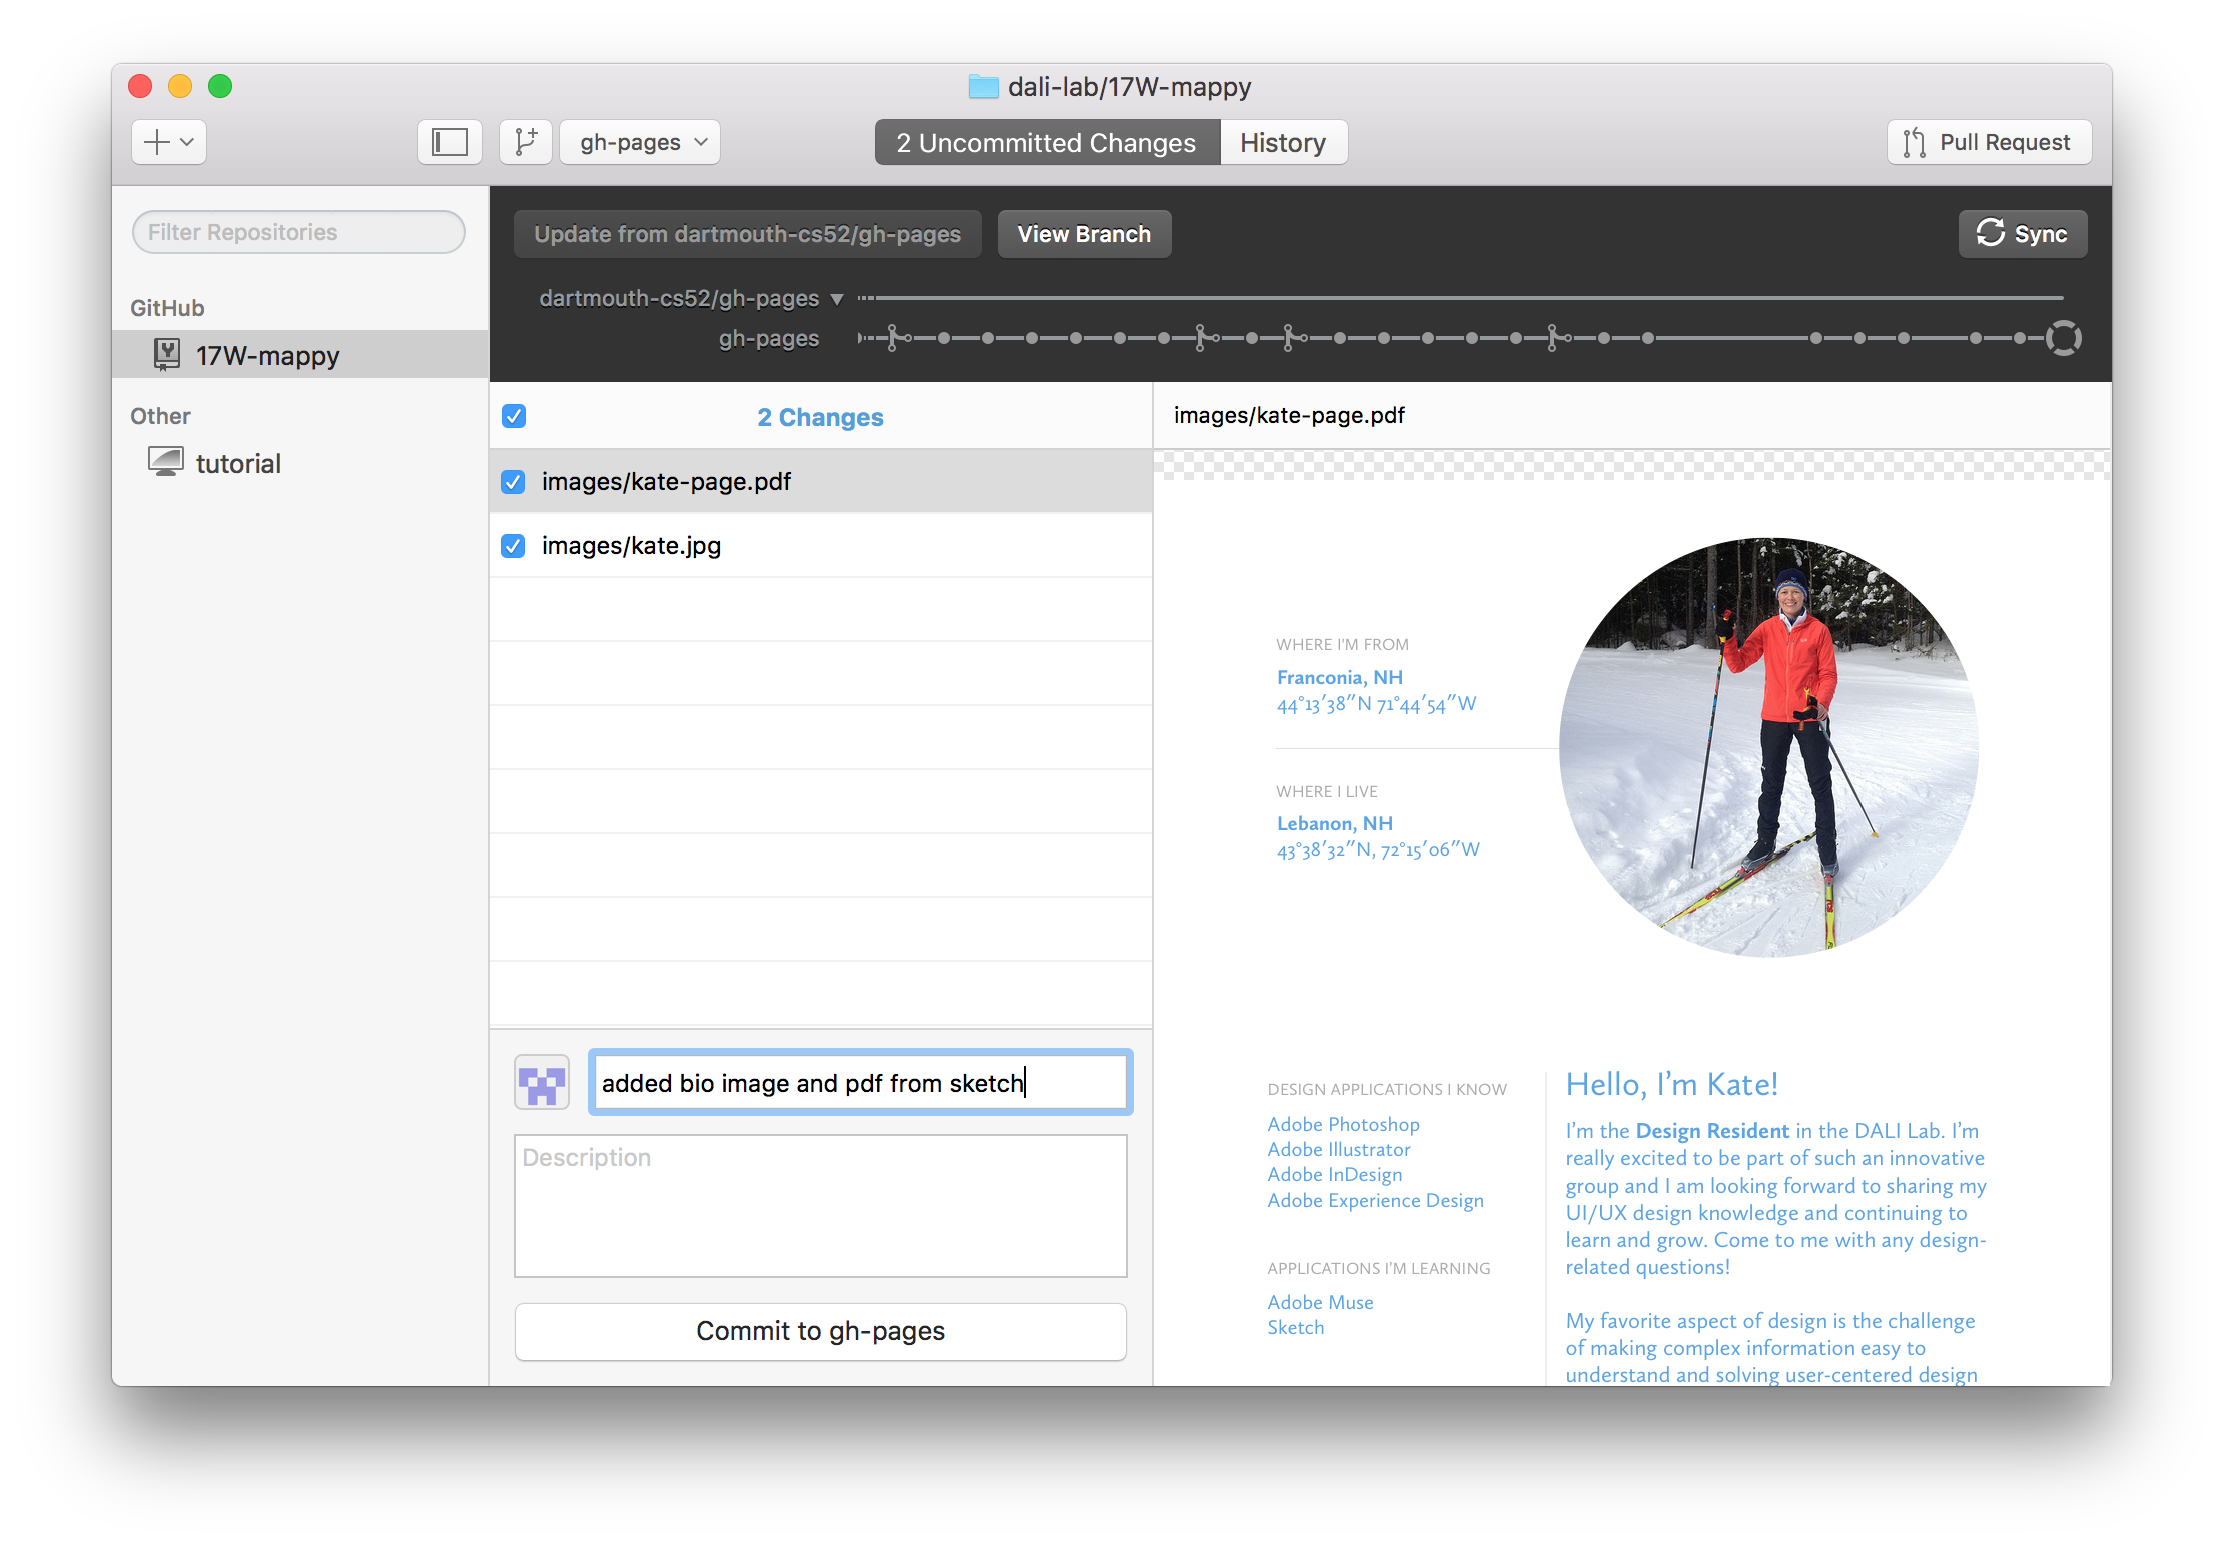 dali-lab/17W-mappy
gh-pages
2 Uncommitted Changes
History
Pull Request
Filter Repositories
GitHub
17W-mappy
Other
tutorial
Update from dartmouth-cs52/gh-pages
View Branch
Sync
dartmouth-cs52/gh-pages
gh-pages
2 Changes
images/kate-page.pdf
images/kate.jpg
added bio image and pdf from sketch
Description
Commit to gh-pages
images/kate-page.pdf
WHERE I'M FROM
Franconia, NH
44°13′38″N 71°44′54″W
WHERE I LIVE
Lebanon, NH
43°38′32″N, 72°15′06″W
DESIGN APPLICATIONS I KNOW
Adobe Photoshop
Adobe Illustrator
Adobe InDesign
Adobe Experience Design
APPLICATIONS I’M LEARNING
Adobe Muse
Sketch
Hello, I’m Kate!
I’m the Design Resident in the DALI Lab. I’m
really excited to be part of such an innovative
group and I am looking forward to sharing my
UI/UX design knowledge and continuing to
learn and grow. Come to me with any design-
related questions!
My favorite aspect of design is the challenge
of making complex information easy to
understand and solving user-centered design